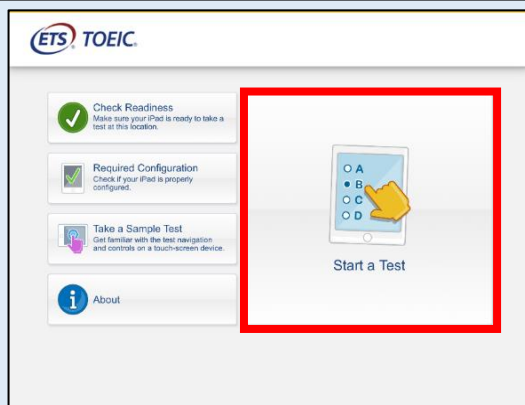 ETS TOEIC.
Check Readiness
Make sure your iPad is ready to take a
test at this location.
Required Configuration
Check if your iPad is properly
configured.
Take a Sample Test
Get familiar with the test navigation
and controls on a touch-screen device.
About
A
B
C
D
Start a Test